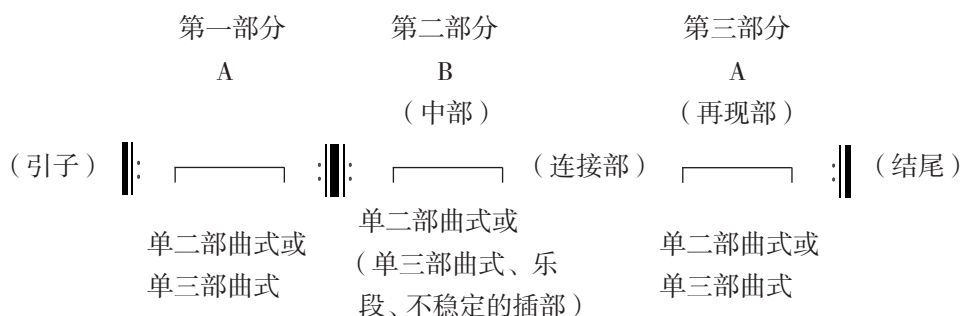 第一部分 第二部分 第三部分
A B A
（中部） （再现部）
（引子） （连接部） （结尾）
单二部曲式或
单三部曲式
单二部曲式或
（单三部曲式、乐
段、不稳定的插部）
单二部曲式或
单三部曲式